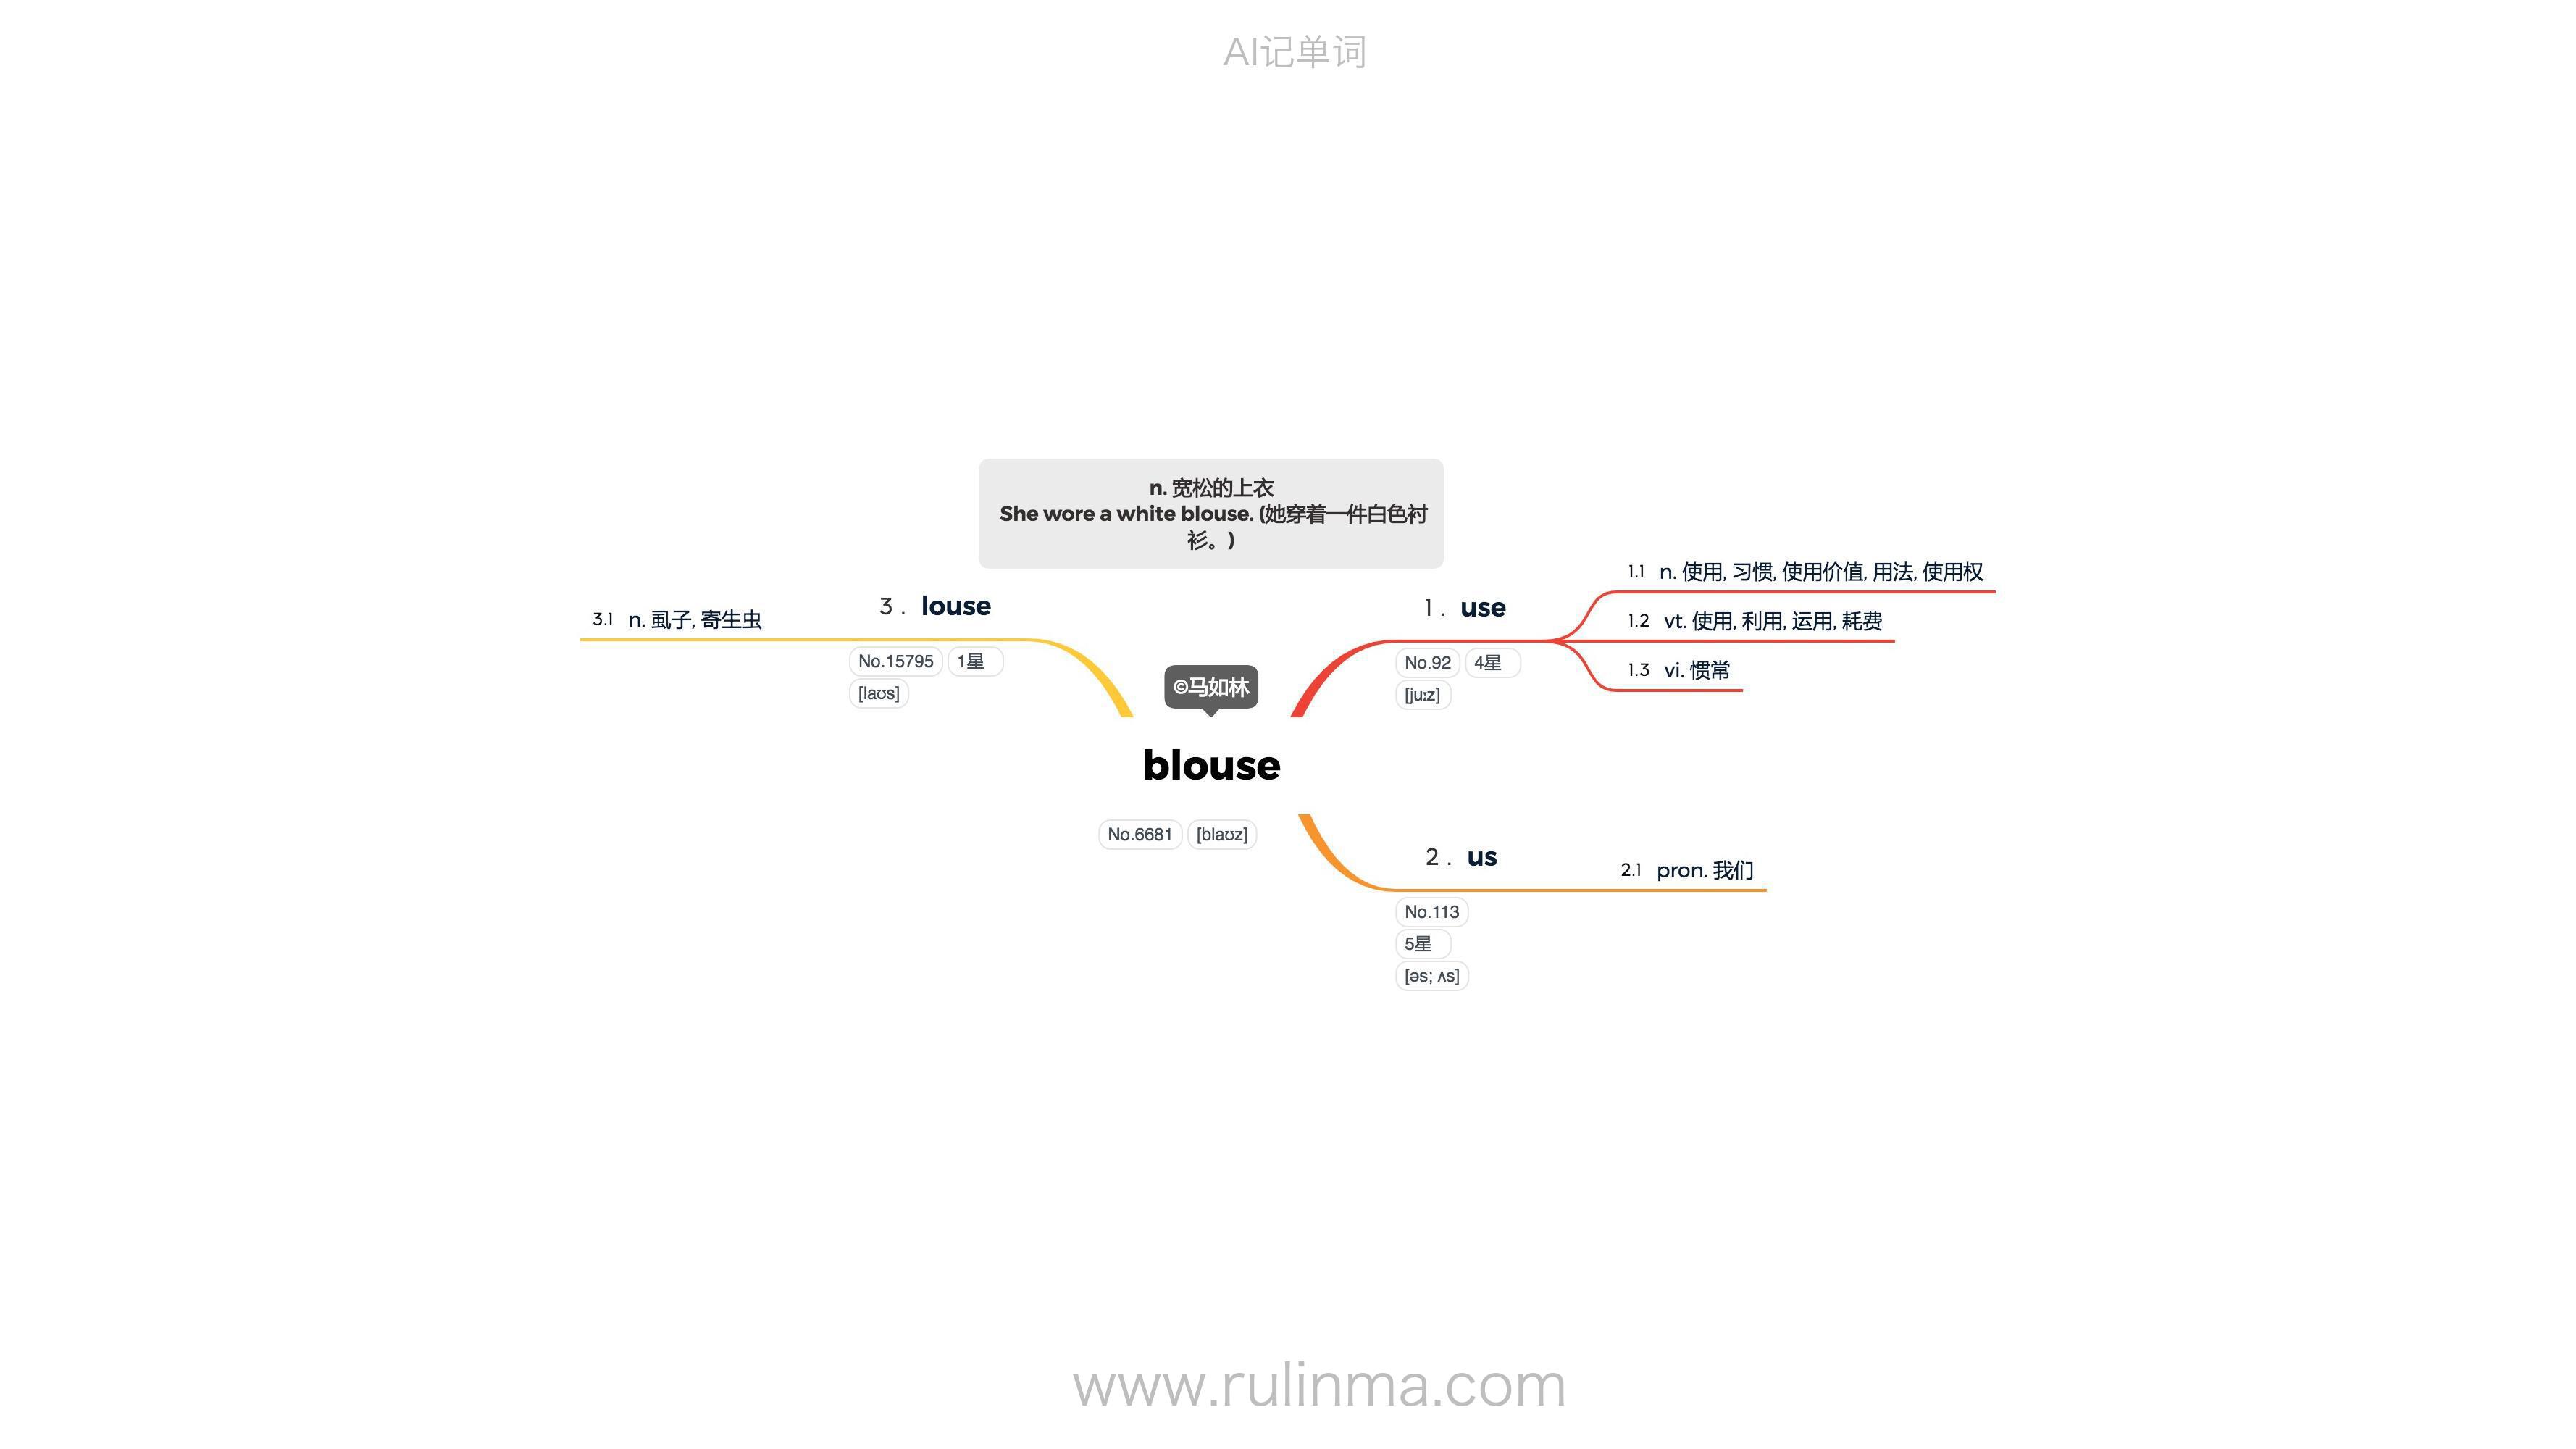 AI记单词
n. 宽松的上衣
She wore a white blouse. (她穿着一件白色衬
衫。)
©马如林
blouse
No.6681 [blaʊz]
1. use
No.92 4星
[juːz]
1.1 n. 使用, 习惯, 使用价值, 用法, 使用权
1.2 vt. 使用, 利用, 运用, 耗费
1.3 vi. 惯常
2. us
No.113
5星
[əs; ʌs]
2.1 pron. 我们
3. louse
No.15795 1星
[laʊs]
3.1 n. 虱子, 寄生虫
www.rulinma.com